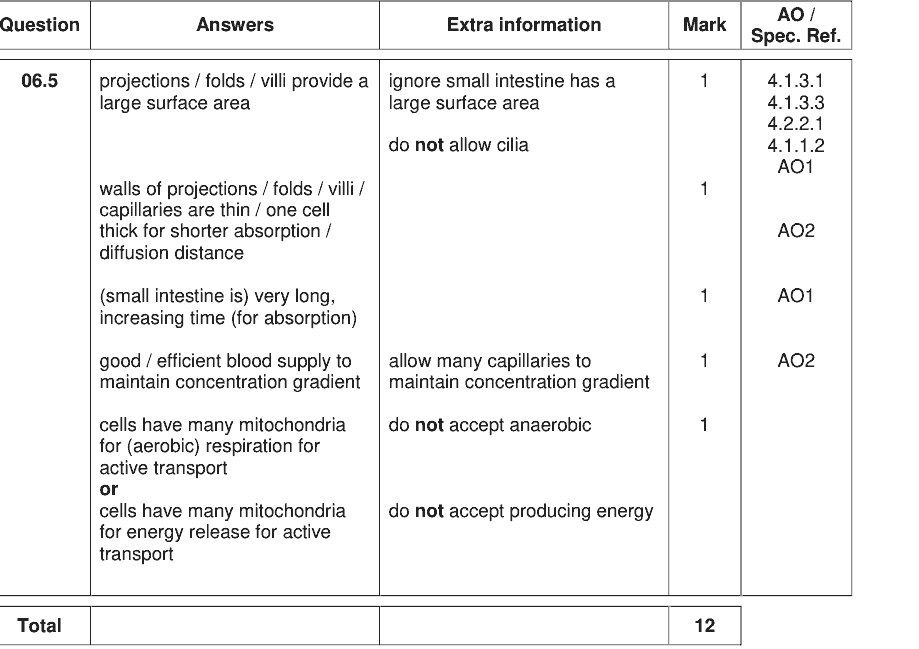 Question Answers Extra information Mark AO /
Spec. Ref.
06.5 projections / folds / villi provide a ignore small intestine has a 1 4.1.3.1
large surface area large surface area 4.1.3.3
4.2.2.1
do not allow cilia 4.1.1.2
AO1
walls of projections / folds / villi / 1
capillaries are thin / one cell
thick for shorter absorption / AO2
diffusion distance
(small intestine is) very long, 1 AO1
increasing time (for absorption)
good / efficient blood supply to allow many capillaries to 1 AO2
maintain concentration gradient maintain concentration gradient
cells have many mitochondria do not accept anaerobic 1
for (aerobic) respiration for
active transport
or
cells have many mitochondria do not accept producing energy
for energy release for active
transport
Total 12